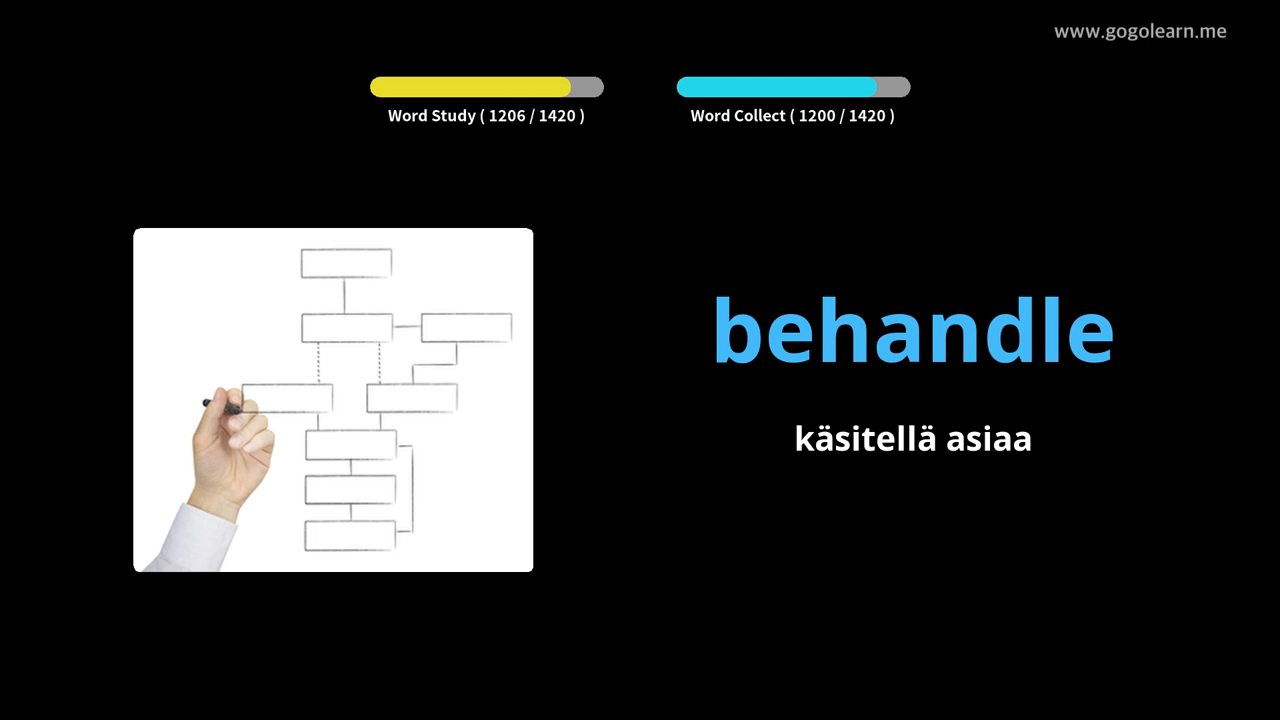 www.gogolearn.me
Word Study ( 1206 / 1420 )
Word Collect ( 1200 / 1420 )
behandle
käsitellä asiaa